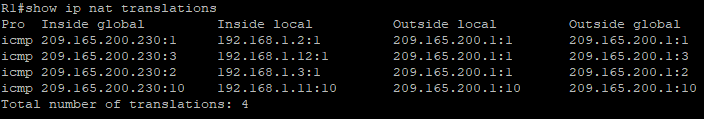 R1#show ip nat translations
Pro  Inside global         Inside local          Outside local         Outside global
icmp 209.165.200.230:1     192.168.1.2:1         209.165.200.1:1       209.165.200.1:1
icmp 209.165.200.230:3     192.168.1.12:1        209.165.200.1:1       209.165.200.1:3
icmp 209.165.200.230:2     192.168.1.3:1         209.165.200.1:1       209.165.200.1:2
icmp 209.165.200.230:10    192.168.1.11:10       209.165.200.1:10      209.165.200.1:10
Total number of translations: 4